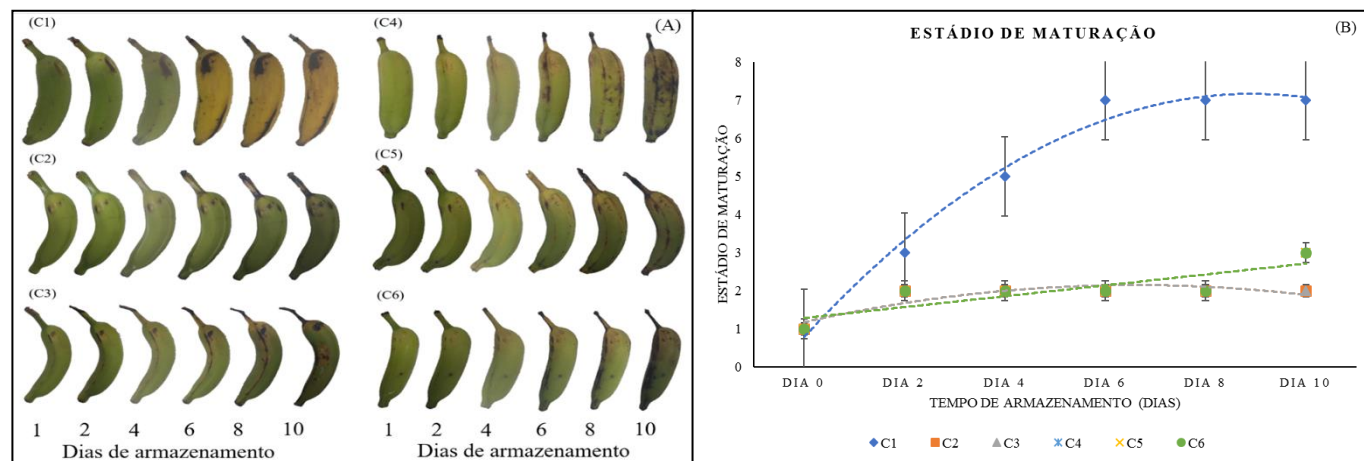 (C1)
(C4)
(A)
(C2)
(C5)
(C3)
(C6)
1 2 4 6 8 10
Dias de armazenamento
1 2 4 6 8 10
Dias de armazenamento
(B)
ESTÁDIO DE MATURAÇÃO
ESTÁDIO DE MATURAÇÃO
8
7
6
5
4
3
2
1
0
DIA 0 DIA 2 DIA 4 DIA 6 DIA 8 DIA 10
TEMPO DE ARMAZENAMENTO (DIAS)
C1 C2 C3 C4 C5 C6